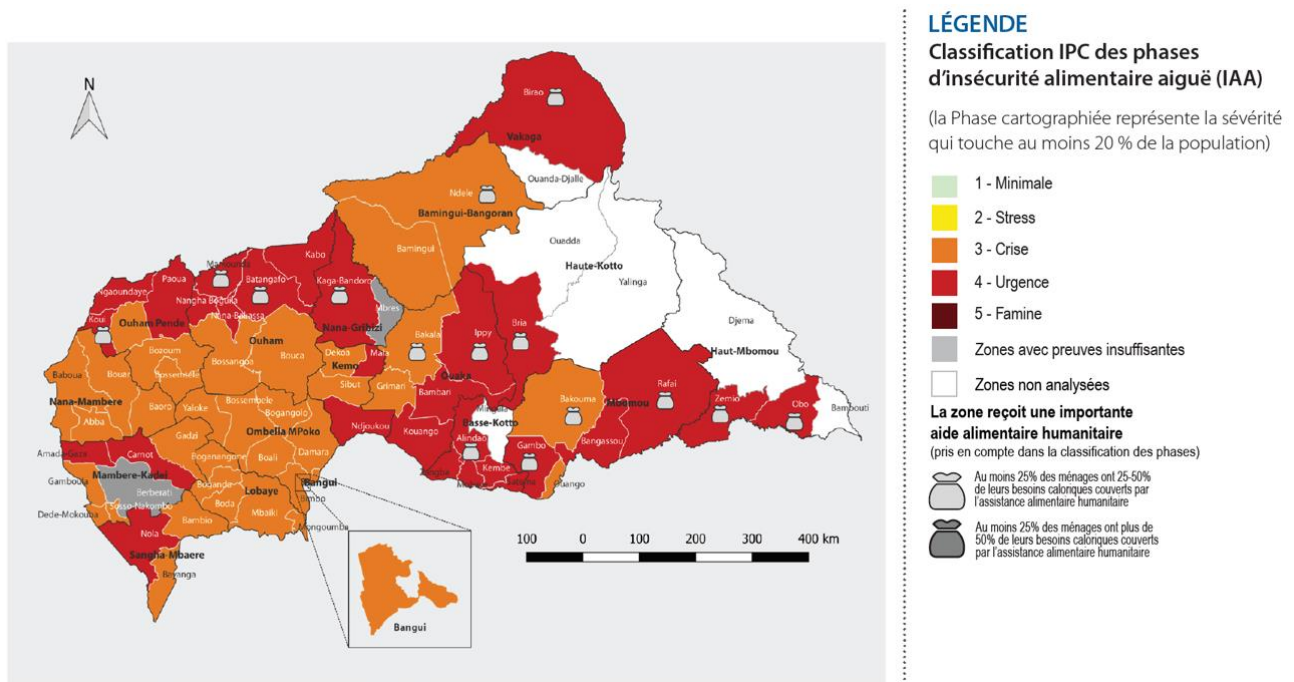 N
Birao
Vakaga
Ouanda-Djalle
Ndele
Bamingui-Bangoran
Ouadda
Bamingui
Haute-Kotto
Yalinga
Kabo
Markounda
Batangafo
Kaga-Bandoro
Paoua
Ngaoundaye
Nangha Boguila
Nana-Bakassa
Mbres
Koui
Ouham Pende
Nana-Gribizi
Bria
Ippy
Djema
Ouham
Bakala
Haut-Mbomou
Bozoum
Bossangoa
Bouca
Dekoa
Mala
Kemo
Ouaka
Baboua
Bouar
Bossemtele
Sibut
Grimari
Rafai
Bakouma
Mbomou
Zemio
Obo
Bambouti
Nana-Mambere
Bossembele
Bambari
Bogangolo
Baoro
Yaloke
Abba
Basse-Kotto
Ombella MPoko
Ndjoukou
Kouango
Alindao
Gambo
Bangassou
Gadzi
Damara
Carnot
Amada-Gaza
Bogangone
Boali
Kembe
Mambere-Kadei
Gamboula
Bangui
Ouango
Berberati
Boganda
Lobaye
Bimbo
Sosso-Nakombo
Boda
Mbaiki
Dede-Mokouba
Bambio
Mongoumba
Nola
Sangha-Mbaere
Bayanga
100 0 100 200 300 400 km
Bangui
LÉGENDE
Classification IPC des phases
d’insécurité alimentaire aiguë (IAA)
(la Phase cartographiée représente la sévérité
qui touche au moins 20 % de la population)
1 - Minimale
2 - Stress
3 - Crise
4 - Urgence
5 - Famine
Zones avec preuves insuffisantes
Zones non analysées
La zone reçoit une importante
aide alimentaire humanitaire
(pris en compte dans la classification des phases)
Au moins 25% des ménages ont 25-50%
de leurs besoins caloriques couverts par
l’assistance alimentaire humanitaire
Au moins 25% des ménages ont plus de
50% de leurs besoins caloriques couverts
par l’assistance alimentaire humanitaire